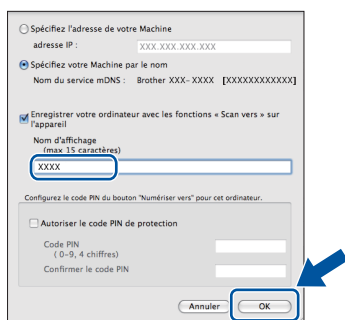 Spécifiez l'adresse de votre Machine
adresse IP : XXX.XXX.XXX.XXX
Spécifiez votre Machine par le nom
Nom du service mDNS : Brother XXX-XXXX [XXXXXXXXXXXX]
Enregistrer votre ordinateur avec les fonctions « Scan vers » sur
l'appareil
Nom d'affichage
(max 15 caractères)
XXXX
Configurez le code PIN du bouton "Numériser vers" pour cet ordinateur.
Autoriser le code PIN de protection
Code PIN
( 0-9, 4 chiffres)
Confirmer le code PIN
Annuler OK